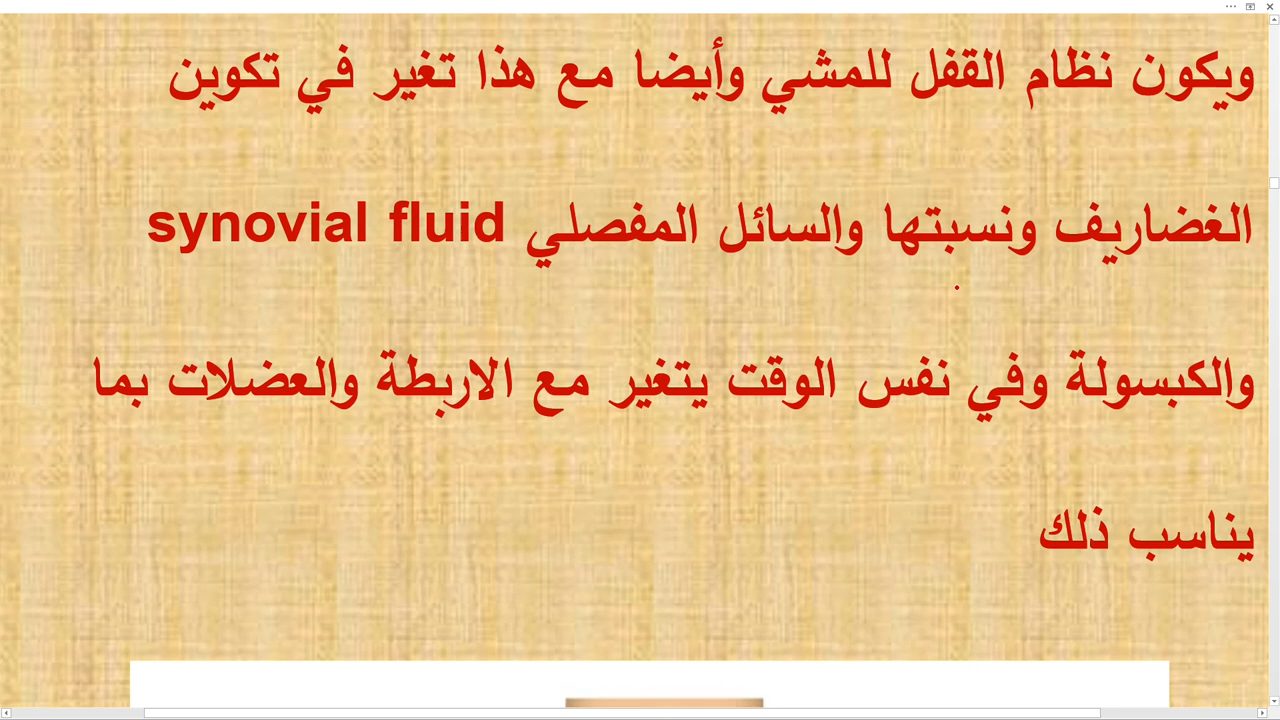 ويكون نظام القفل للمشي وأيضا مع هذا تغير في تكوين
الغضاريف ونسبتها والسائل المفصلي synovial fluid
والكبسولة وفي نفس الوقت يتغير مع الاربطة والعضلات بما
يناسب ذلك